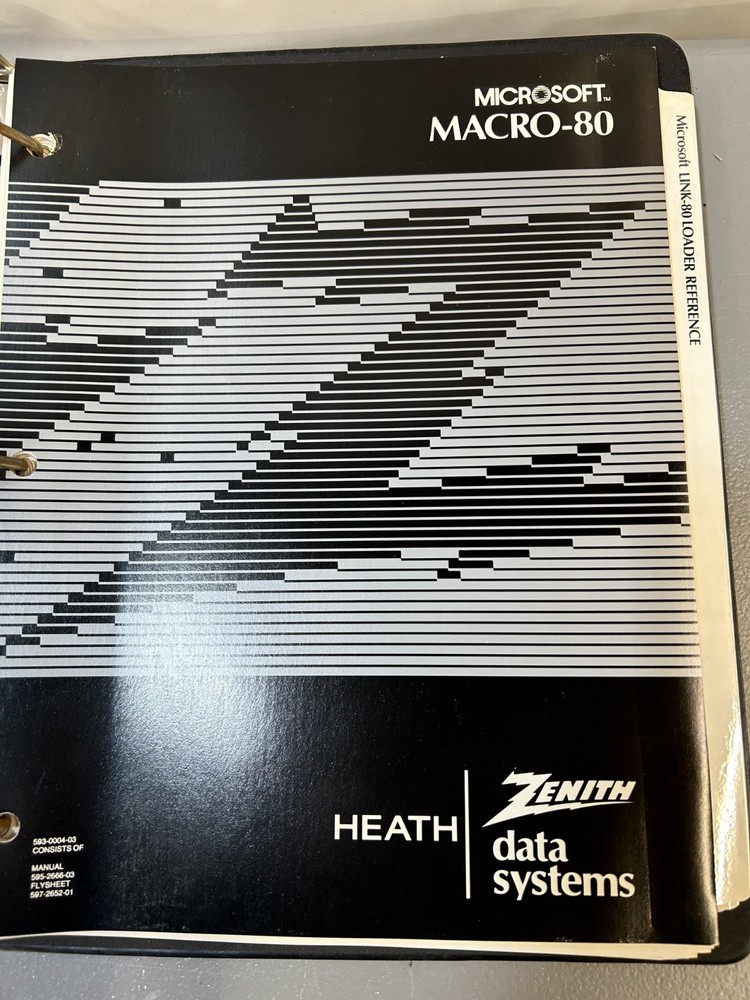 MICROSOFT™
MACRO-80
Microsoft LINK-80 LOADER REFERENCE
HEATH
ZENITH
data
systems
593-0004-03
CONSISTS OF
MANUAL
595-2666-03
FLYSHEET
597-2652-01